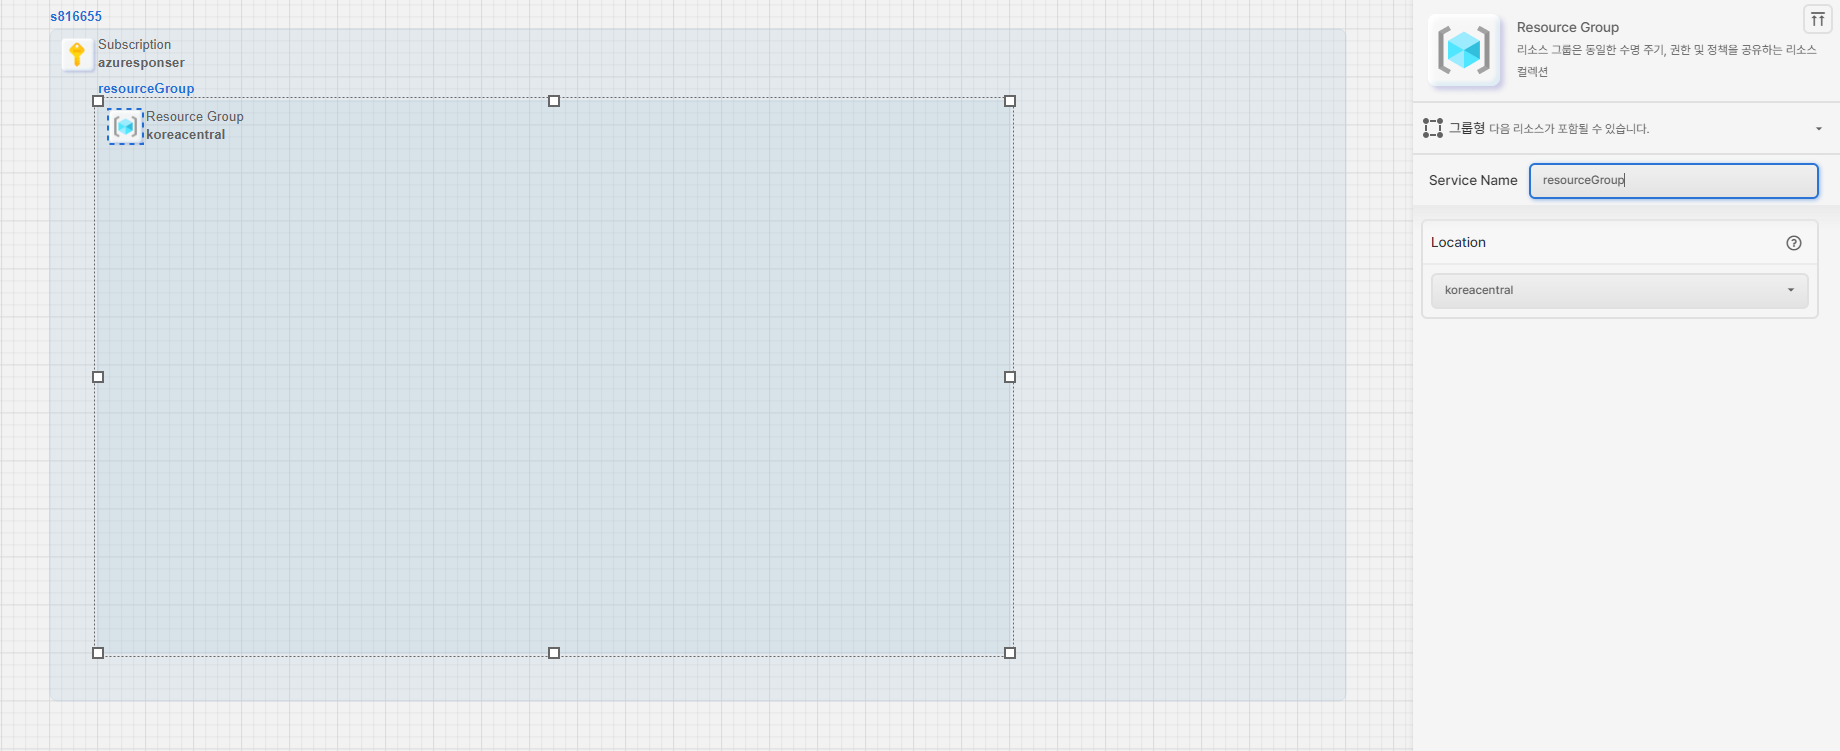 s816655
Subscription
azuresponser
resourceGroup
Resource Group
koreacentral
Resource Group
리소스 그룹은 동일한 수명 주기, 권한 및 정책을 공유하는 리소스
컬렉션
그룹형 다음 리소스가 포함될 수 있습니다.
Service Name
resourceGroup
Location
koreacentral